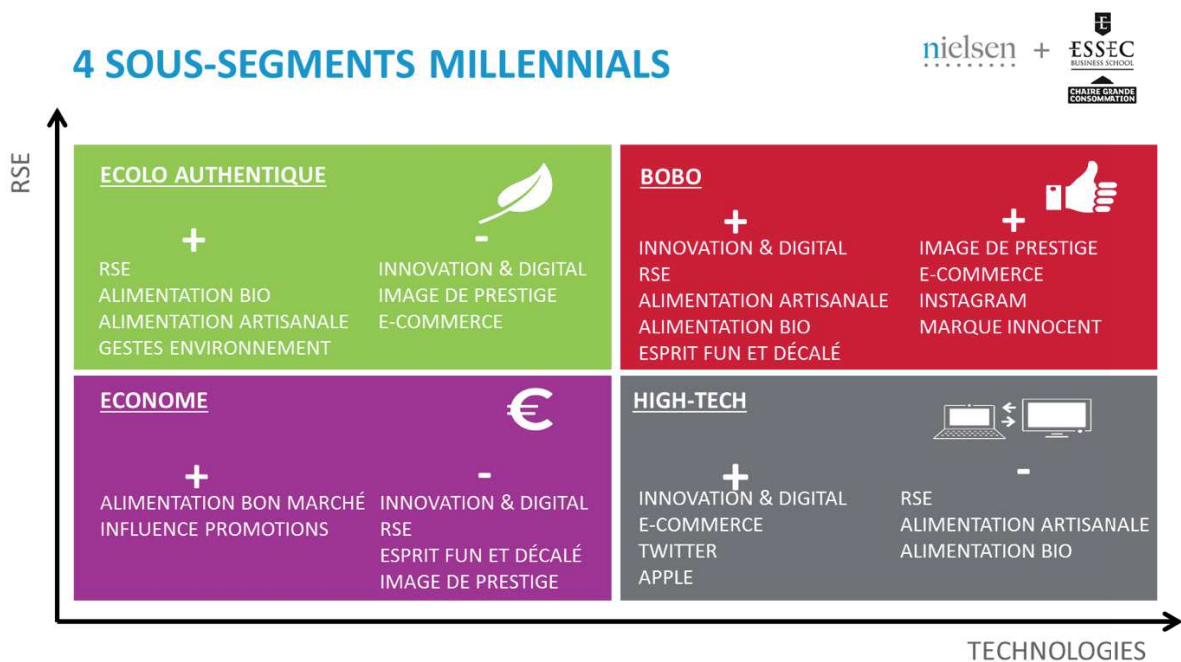 4 SOUS-SEGMENTS MILLENNIALS
nielsen + ESSEC
BUSINESS SCHOOL
CHAIRE GRANDE
CONSOMMATION
RSE
ECOLO AUTHENTIQUE
+
RSE
ALIMENTATION BIO
ALIMENTATION ARTISANALE
GESTES ENVIRONNEMENT
-
INNOVATION & DIGITAL
IMAGE DE PRESTIGE
E-COMMERCE
BOBO
+
INNOVATION & DIGITAL
RSE
ALIMENTATION ARTISANALE
ALIMENTATION BIO
ESPRIT FUN ET DÉCALÉ
+
IMAGE DE PRESTIGE
E-COMMERCE
INSTAGRAM
MARQUE INNOCENT
ECONOME
€
+
ALIMENTATION BON MARCHÉ
INFLUENCE PROMOTIONS
-
INNOVATION & DIGITAL
RSE
ESPRIT FUN ET DÉCALÉ
IMAGE DE PRESTIGE
HIGH-TECH
+
INNOVATION & DIGITAL
E-COMMERCE
TWITTER
APPLE
-
RSE
ALIMENTATION ARTISANALE
ALIMENTATION BIO
TECHNOLOGIES